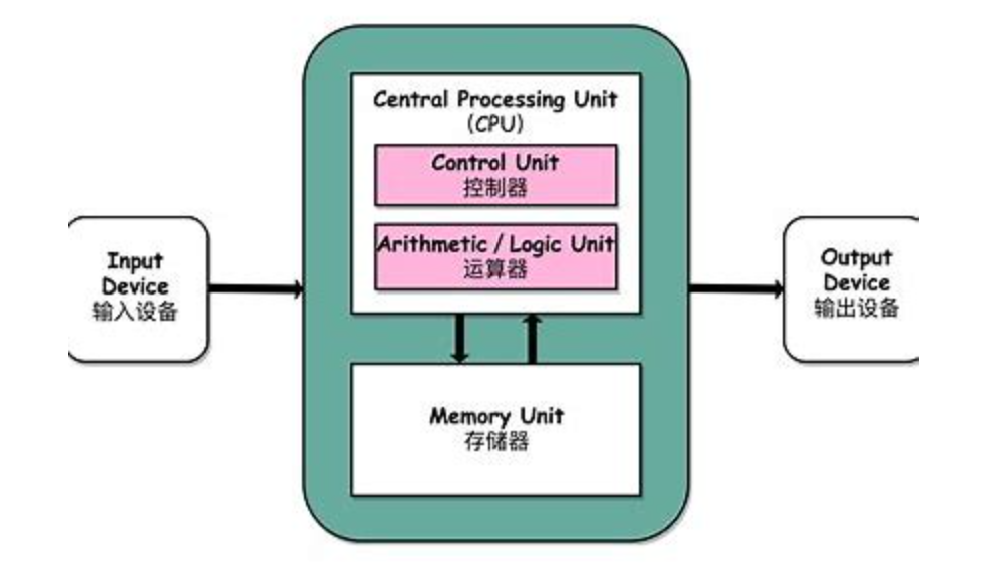 Central Processing Unit
(CPU)
Control Unit
控制器
Arithmetic / Logic Unit
运算器
Input
Device
输入设备
Output
Device
输出设备
Memory Unit
存储器